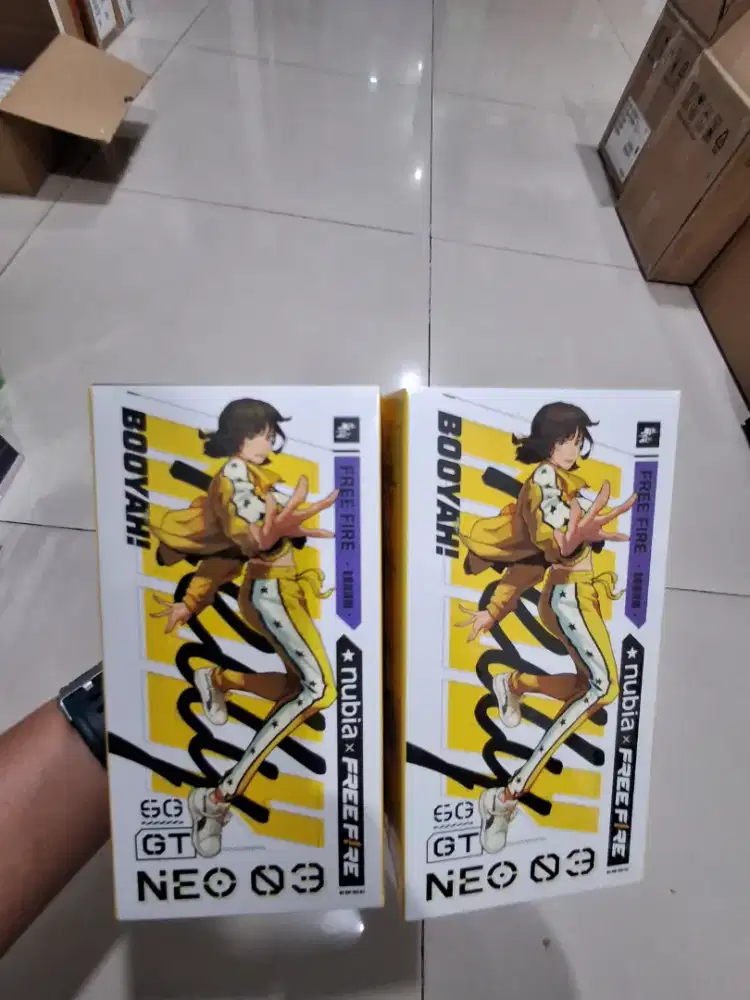 BOOYAH!
FREE FIRE
nubia × FREE FIRE
5G
GT
NEO 03
BOOYAH!
FREE FIRE
nubia × FREE FIRE
5G
GT
NEO 03